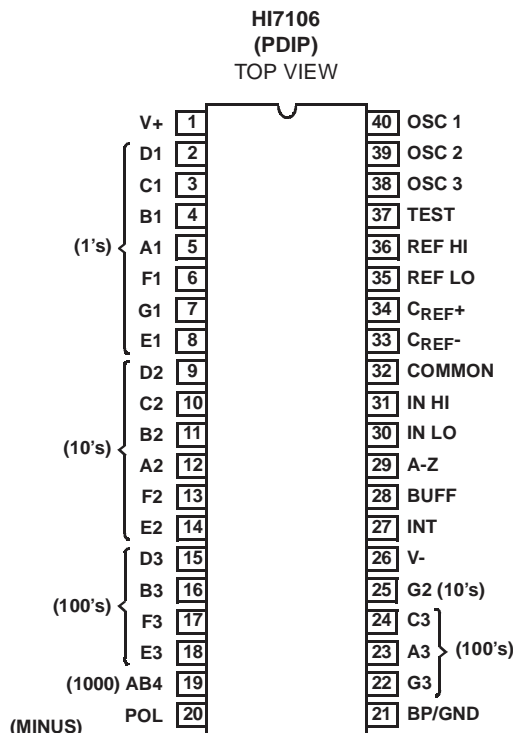 HI7106
(PDIP)
TOP VIEW
V+ 1 40 OSC 1
D1 2 39 OSC 2
C1 3 38 OSC 3
B1 4 37 TEST
(1's) A1 5 36 REF HI
F1 6 35 REF LO
G1 7 34 CREF+
E1 8 33 CREF-
D2 9 32 COMMON
C2 10 31 IN HI
B2 11 30 IN LO
(10's) A2 12 29 A-Z
F2 13 28 BUFF
E2 14 27 INT
D3 15 26 V-
B3 16 25 G2 (10's)
(100's) F3 17 24 C3
E3 18 23 A3 (100's)
(1000) AB4 19 22 G3
POL 20 21 BP/GND
(MINUS)